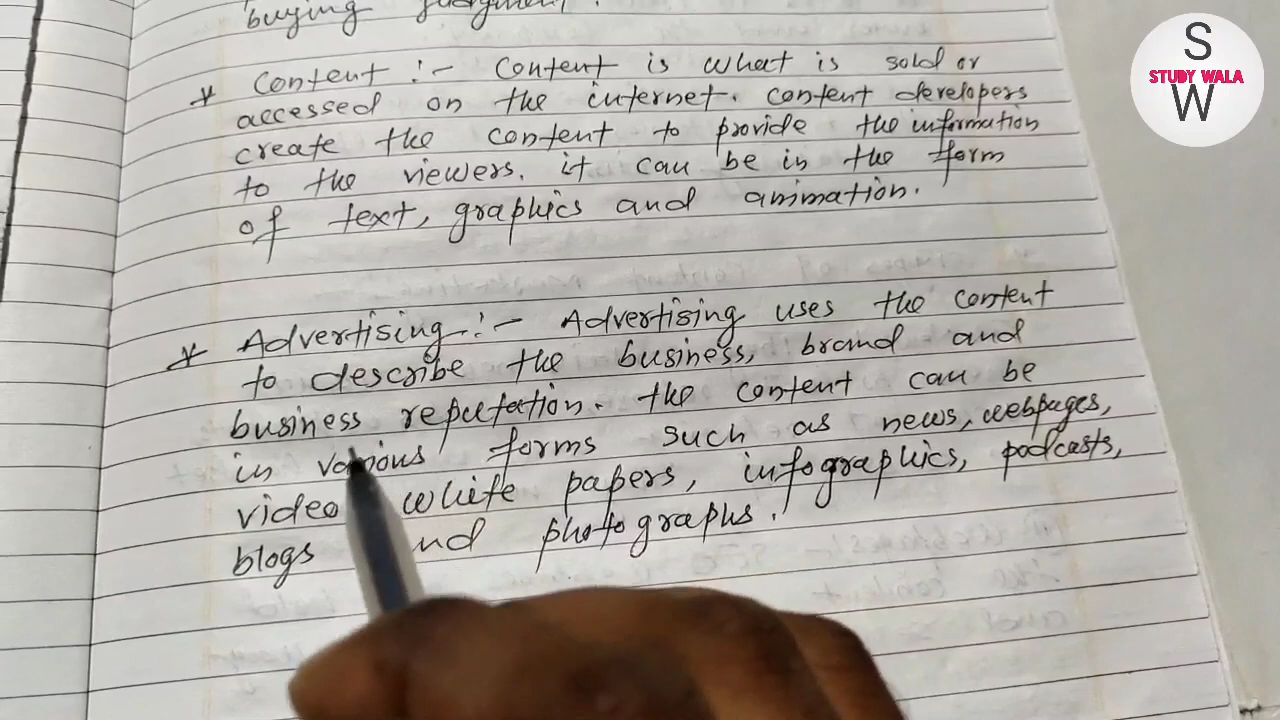 buying judgment.
* Content :- Content is what is sold or
accessed on the internet. content developers
create the content to provide the information
to the viewers. it can be in the form
of text, graphics and animation.
* Advertising :- Advertising uses the content
to describe the business, brand and
business reputation. the content can be
in various forms such as news, webpages,
video white papers, infographics, podcasts,
blogs and photographs.
S
STUDY WALA
W